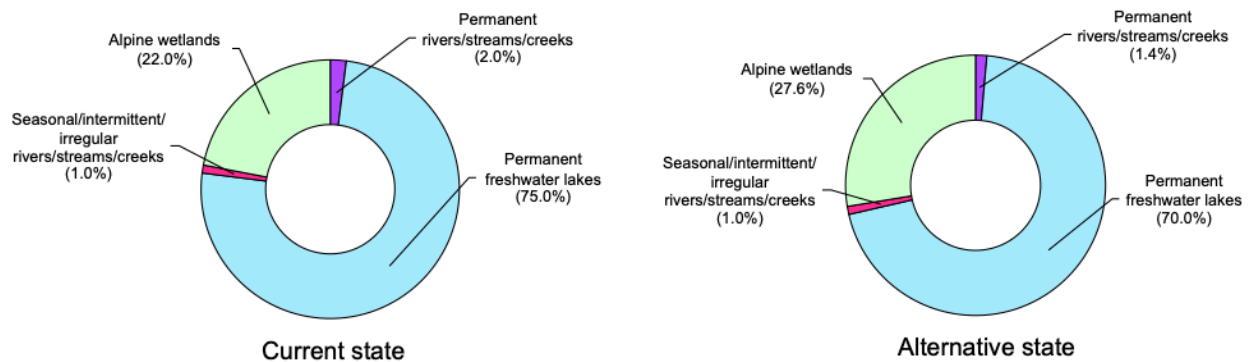 Alpine wetlands
(22.0%)
Permanent
rivers/streams/creeks
(2.0%)
Seasonal/intermittent/
irregular
rivers/streams/creeks
(1.0%)
Permanent
freshwater lakes
(75.0%)
Current state
Alpine wetlands
(27.6%)
Permanent
rivers/streams/creeks
(1.4%)
Seasonal/intermittent/
irregular
rivers/streams/creeks
(1.0%)
Permanent
freshwater lakes
(70.0%)
Alternative state